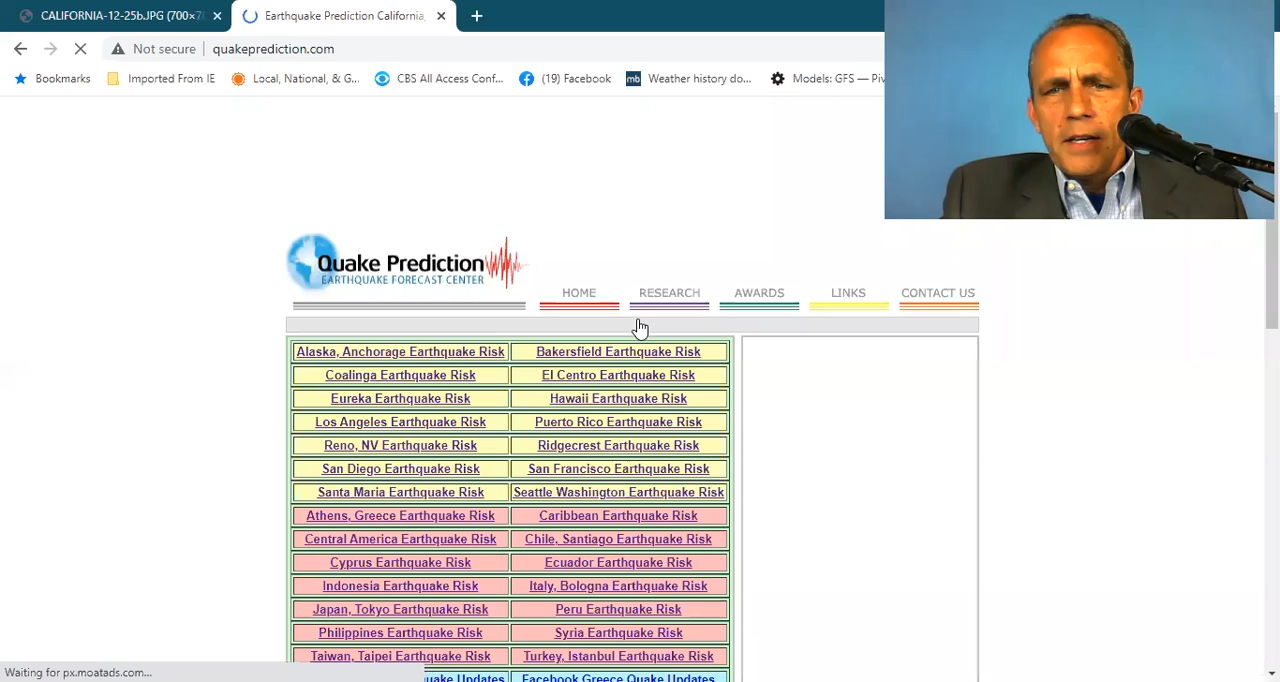 CALIFORNIA-12-25b.JPG (700×7
Earthquake Prediction California,
Not secure
quakeprediction.com
Bookmarks
Imported From IE
Local, National, & G...
CBS All Access Conf...
(19) Facebook
Weather history do...
Models: GFS — Piv
Quake Prediction
EARTHQUAKE FORECAST CENTER
HOME
RESEARCH
AWARDS
LINKS
CONTACT US
Alaska, Anchorage Earthquake Risk
Bakersfield Earthquake Risk
Coalinga Earthquake Risk
El Centro Earthquake Risk
Eureka Earthquake Risk
Hawaii Earthquake Risk
Los Angeles Earthquake Risk
Puerto Rico Earthquake Risk
Reno, NV Earthquake Risk
Ridgecrest Earthquake Risk
San Diego Earthquake Risk
San Francisco Earthquake Risk
Santa Maria Earthquake Risk
Seattle Washington Earthquake Risk
Athens, Greece Earthquake Risk
Caribbean Earthquake Risk
Central America Earthquake Risk
Chile, Santiago Earthquake Risk
Cyprus Earthquake Risk
Ecuador Earthquake Risk
Indonesia Earthquake Risk
Italy, Bologna Earthquake Risk
Japan, Tokyo Earthquake Risk
Peru Earthquake Risk
Philippines Earthquake Risk
Syria Earthquake Risk
Taiwan, Taipei Earthquake Risk
Turkey, Istanbul Earthquake Risk
uake Updates
Facebook Greece Quake Updates
Waiting for px.moatads.com...